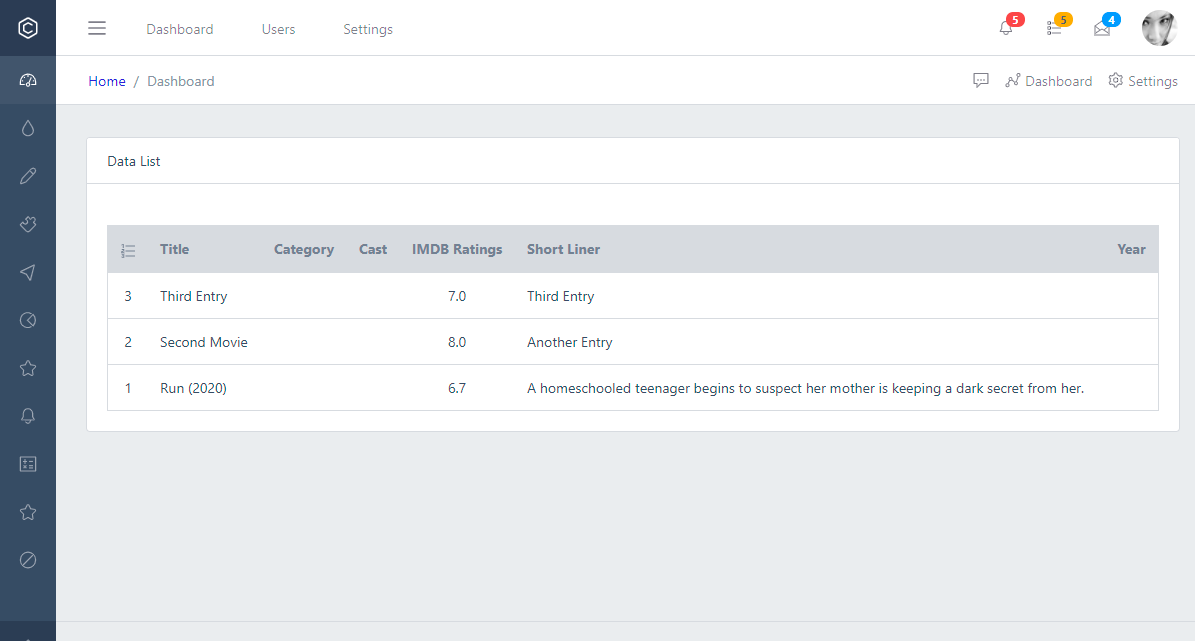 Dashboard Users Settings 5 5 4
Home / Dashboard Dashboard Settings
Data List
Title Category Cast IMDB Ratings Short Liner Year
3 Third Entry 7.0 Third Entry
2 Second Movie 8.0 Another Entry
1 Run (2020) 6.7 A homeschooled teenager begins to suspect her mother is keeping a dark secret from her.